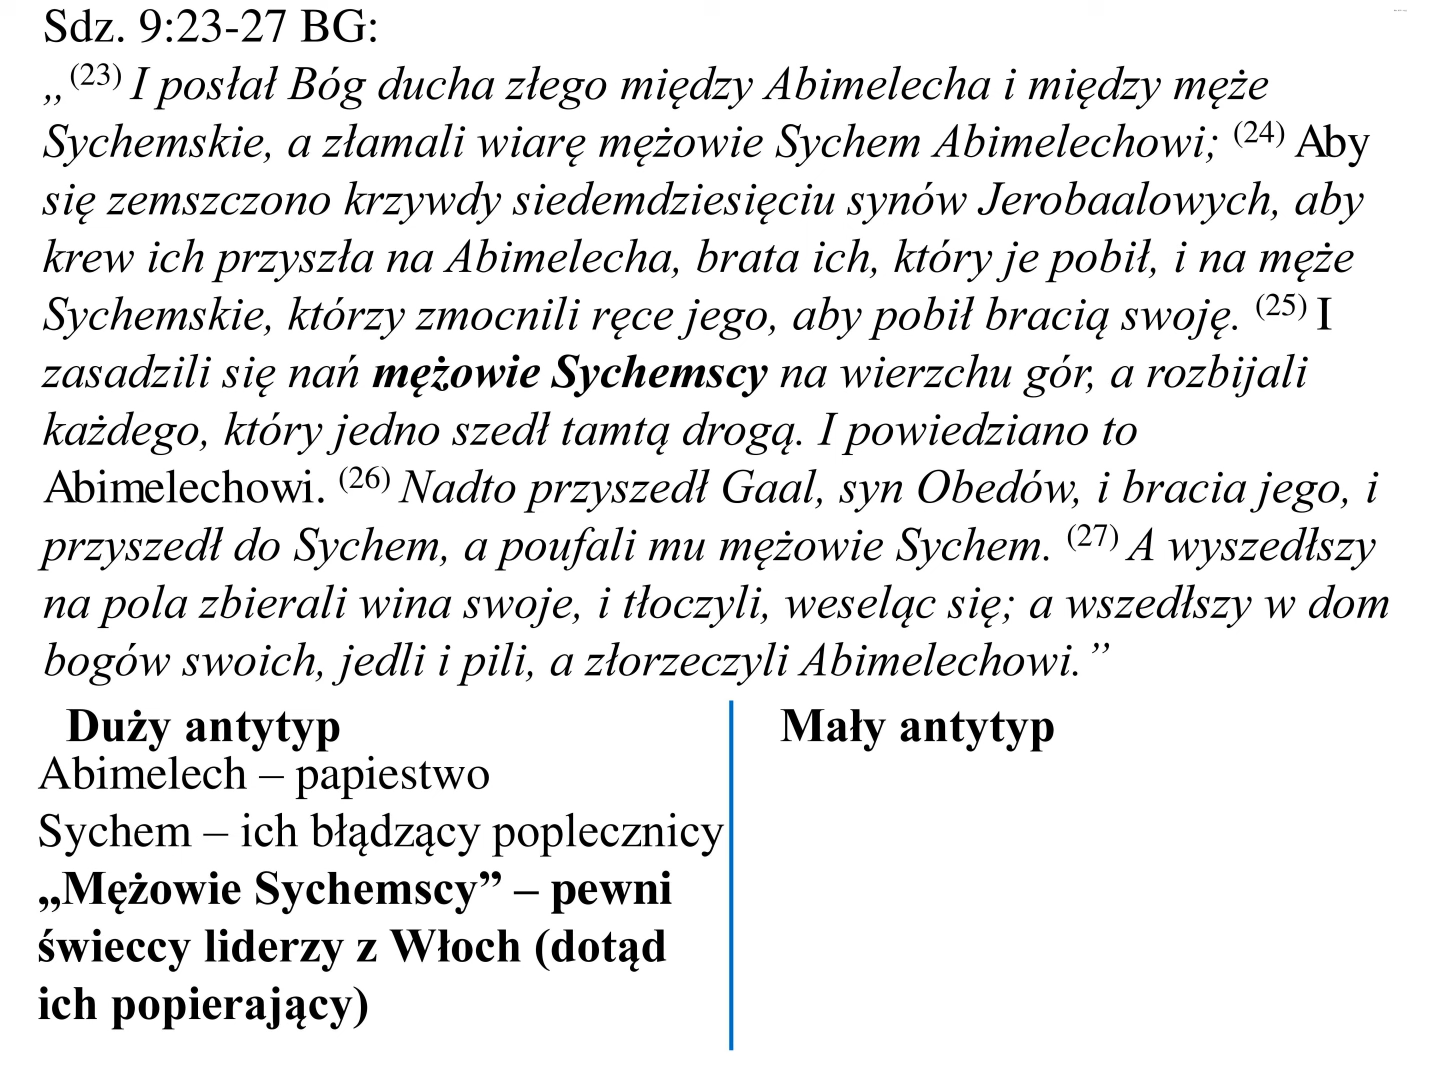 Sdz. 9:23-27 BG:
„(23) I posłał Bóg ducha złego między Abimelecha i między męże
Sychemskie, a złamali wiarę mężowie Sychem Abimelechowi; (24) Aby
się zemszczono krzywdy siedemdziesięciu synów Jerobaalowych, aby
krew ich przyszła na Abimelecha, brata ich, który je pobił, i na męże
Sychemskie, którzy zmocnili ręce jego, aby pobił bracią swoję. (25) I
zasadzili się nań mężowie Sychemscy na wierzchu gór, a rozbijali
każdego, który jedno szedł tamtą drogą. I powiedziano to
Abimelechowi. (26) Nadto przyszedł Gaal, syn Obedów, i bracia jego, i
przyszedł do Sychem, a poufali mu mężowie Sychem. (27) A wyszedłszy
na pola zbierali wina swoje, i tłoczyli, weseląc się; a wszedłszy w dom
bogów swoich, jedli i pili, a złorzeczyli Abimelechowi.”
Duży antytyp
Abimelech – papiestwo
Sychem – ich błądzący poplecznicy
„Mężowie Sychemscy” – pewni
świeccy liderzy z Włoch (dotąd
ich popierający)
Mały antytyp